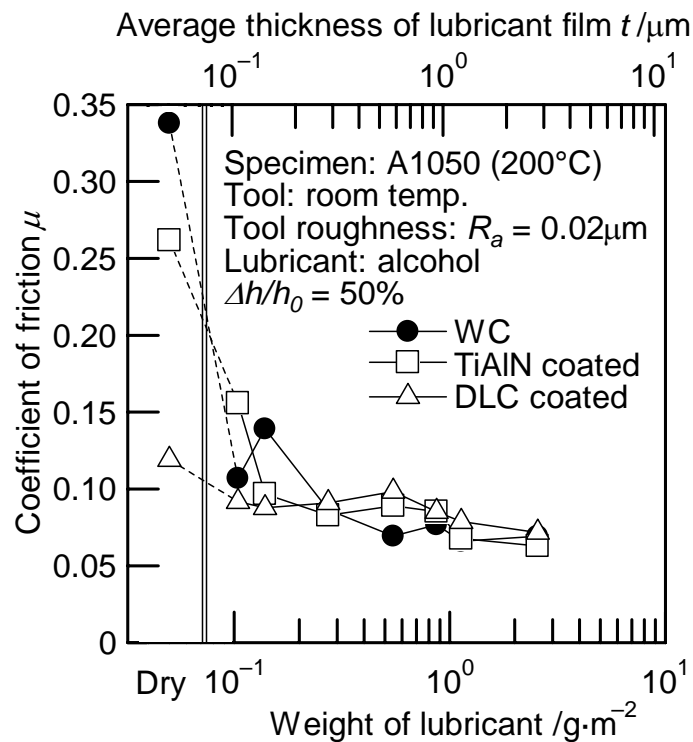 Average thickness of lubricant film t /μm
10⁻¹ 10⁰ 10¹
0.35
0.30
0.25
0.20
0.15
0.10
0.05
0
Coefficient of friction μ
Specimen: A1050 (200°C)
Tool: room temp.
Tool roughness: Rₐ = 0.02μm
Lubricant: alcohol
Δh/h₀ = 50%
WC
TiAlN coated
DLC coated
Dry 10⁻¹ 10⁰ 10¹
Weight of lubricant /g·m⁻²